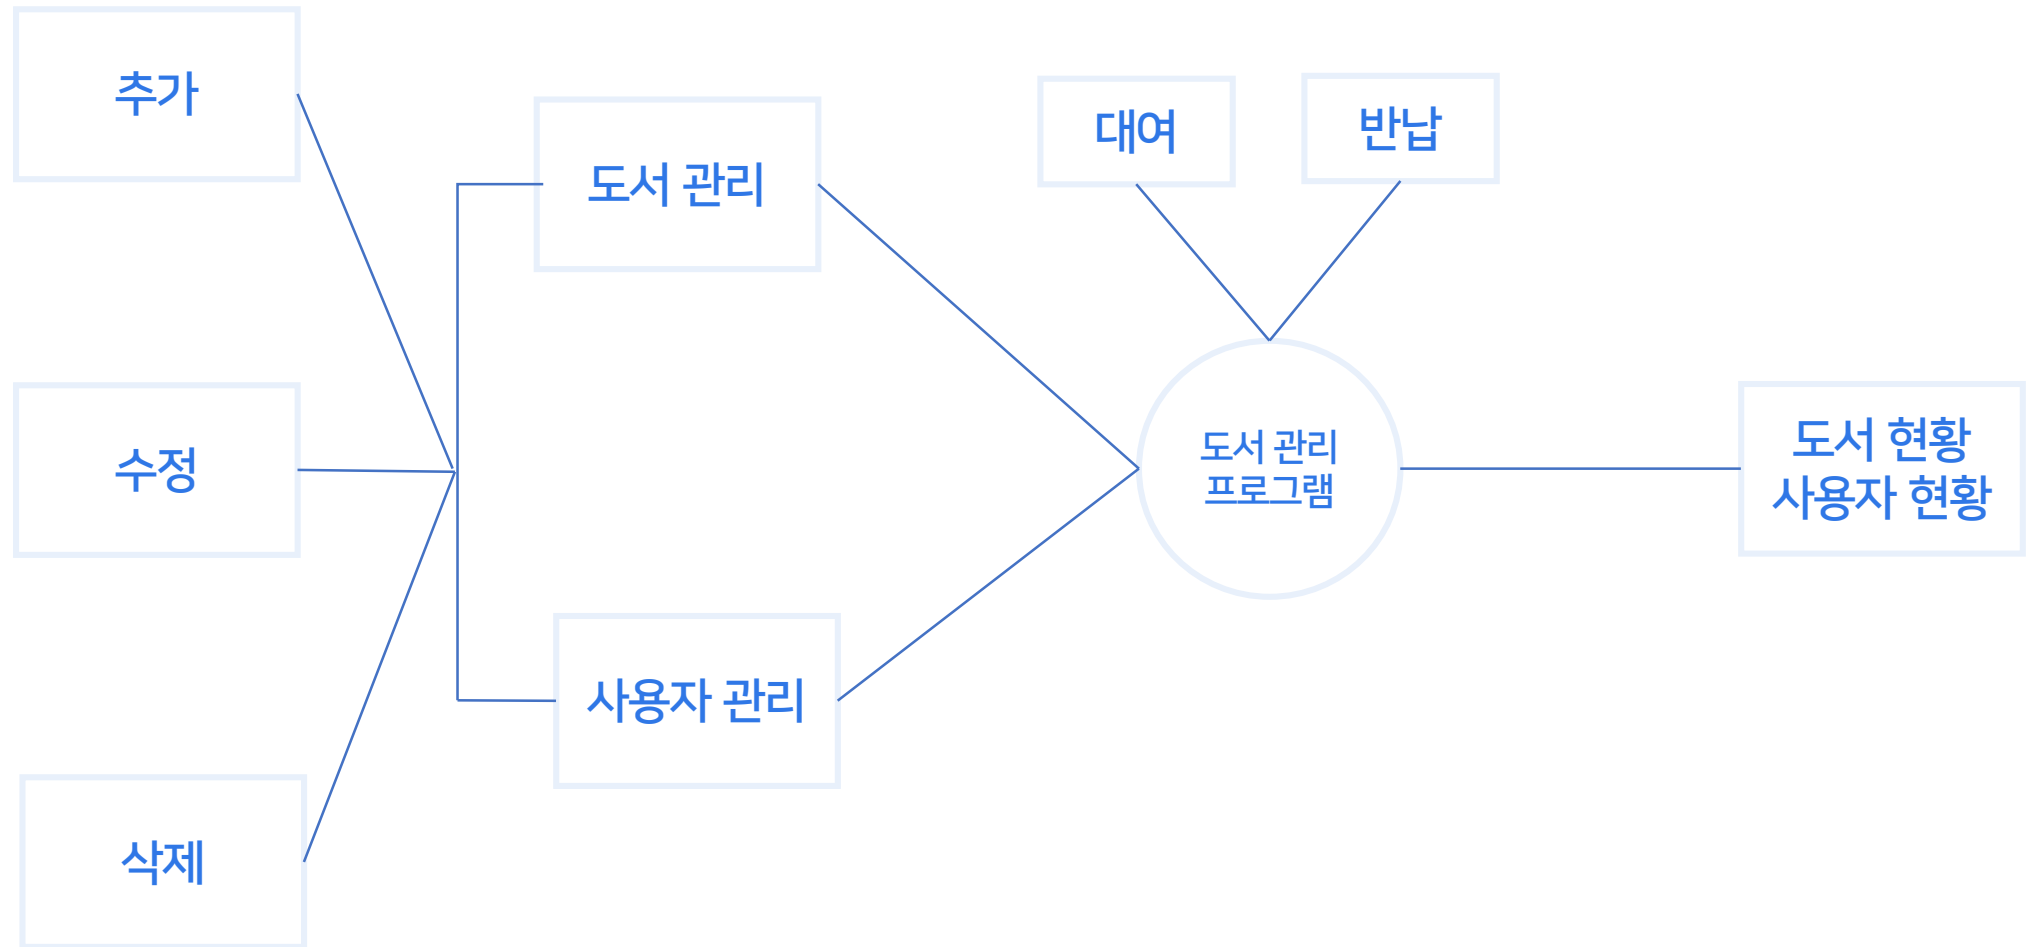 추가
도서 관리
대여
반납
수정
도서 관리
프로그램
도서 현황
사용자 현황
사용자 관리
삭제